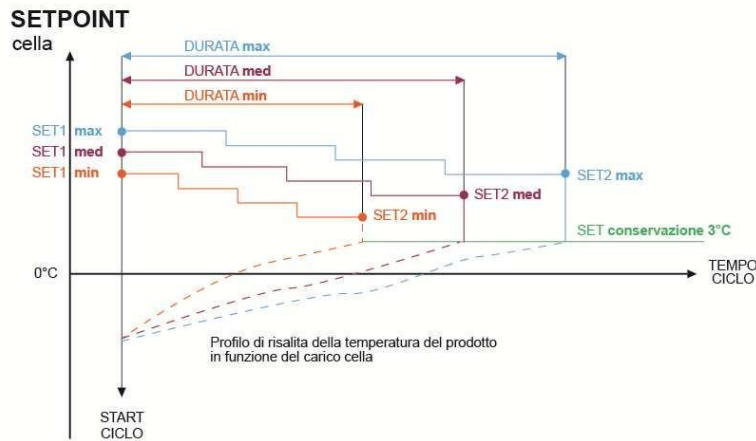 SETPOINT
cella
DURATA max
DURATA med
DURATA min
SET1 max
SET1 med
SET1 min
SET2 max
SET2 med
SET2 min
SET conservazione 3°C
0°C
TEMPO
CICLO
Profilo di risalita della temperatura del prodotto
in funzione del carico cella
START
CICLO